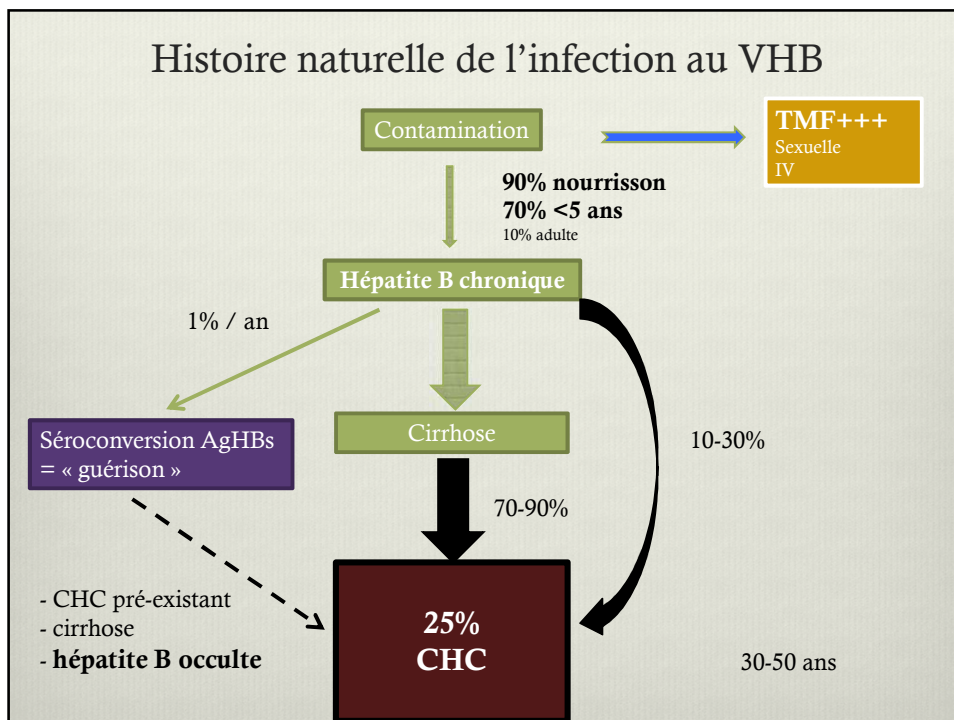 Histoire naturelle de l’infection au VHB
Contamination
TMF+++
Sexuelle
IV
90% nourrisson
70% <5 ans
10% adulte
Hépatite B chronique
1% / an
Séroconversion AgHBs
= « guérison »
Cirrhose
10-30%
70-90%
- CHC pré-existant
- cirrhose
- hépatite B occulte
25%
CHC
30-50 ans